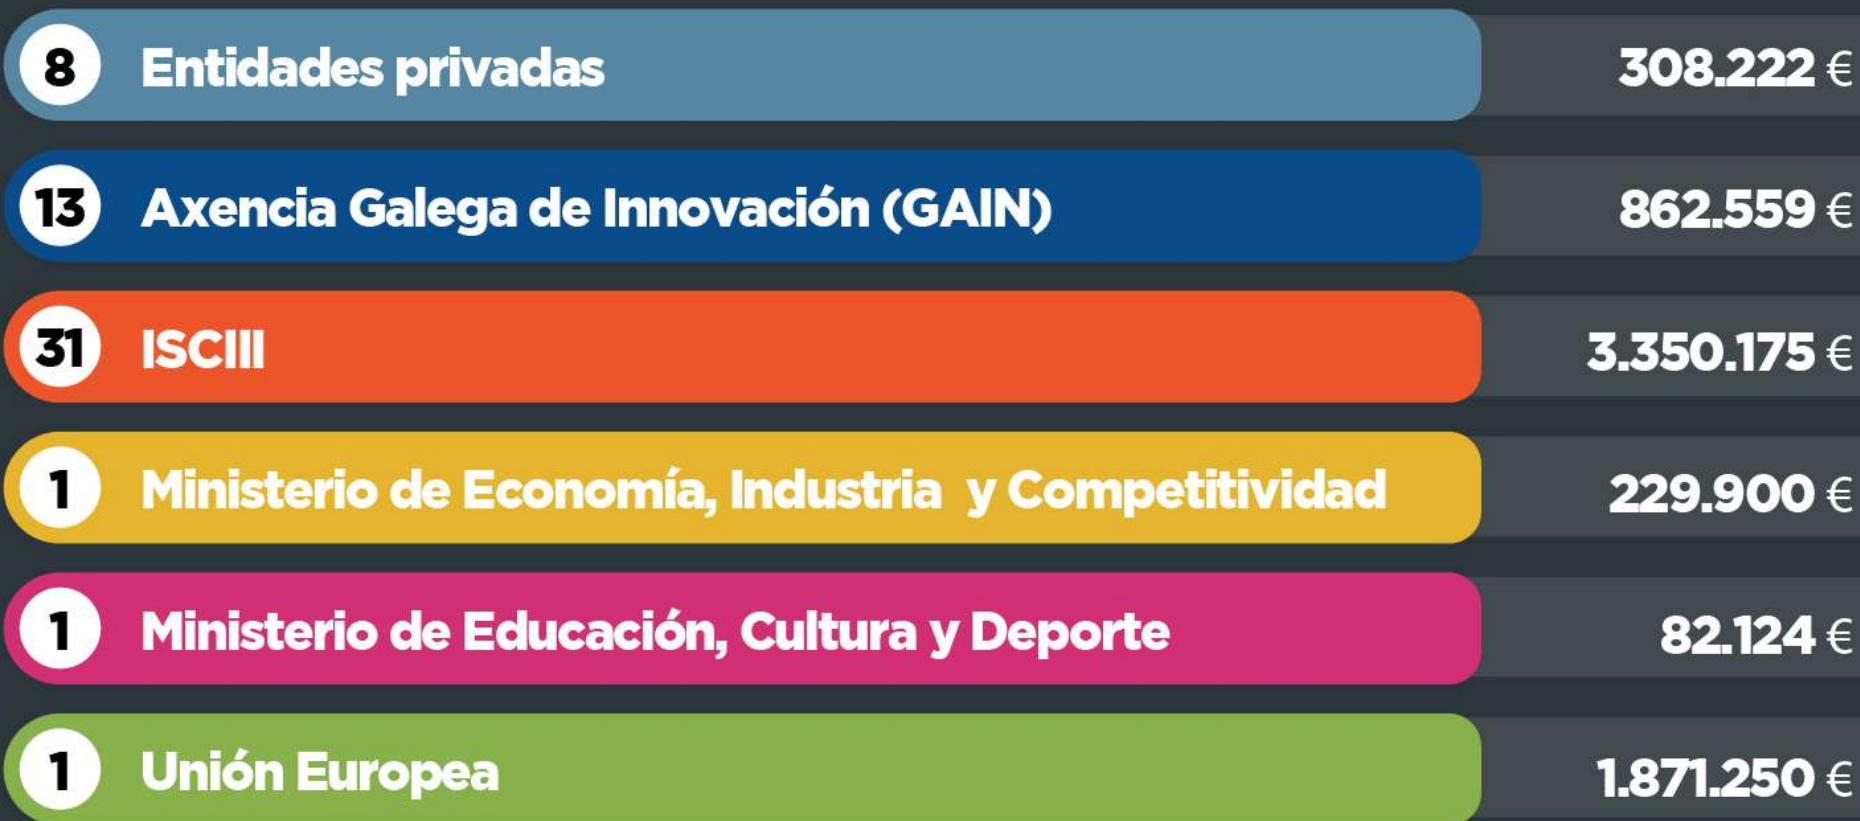 8 Entidades privadas 308.222 €
13 Axencia Galega de Innovación (GAIN) 862.559 €
31 ISCIII 3.350.175 €
1 Ministerio de Economía, Industria y Competitividad 229.900 €
1 Ministerio de Educación, Cultura y Deporte 82.124 €
1 Unión Europea 1.871.250 €